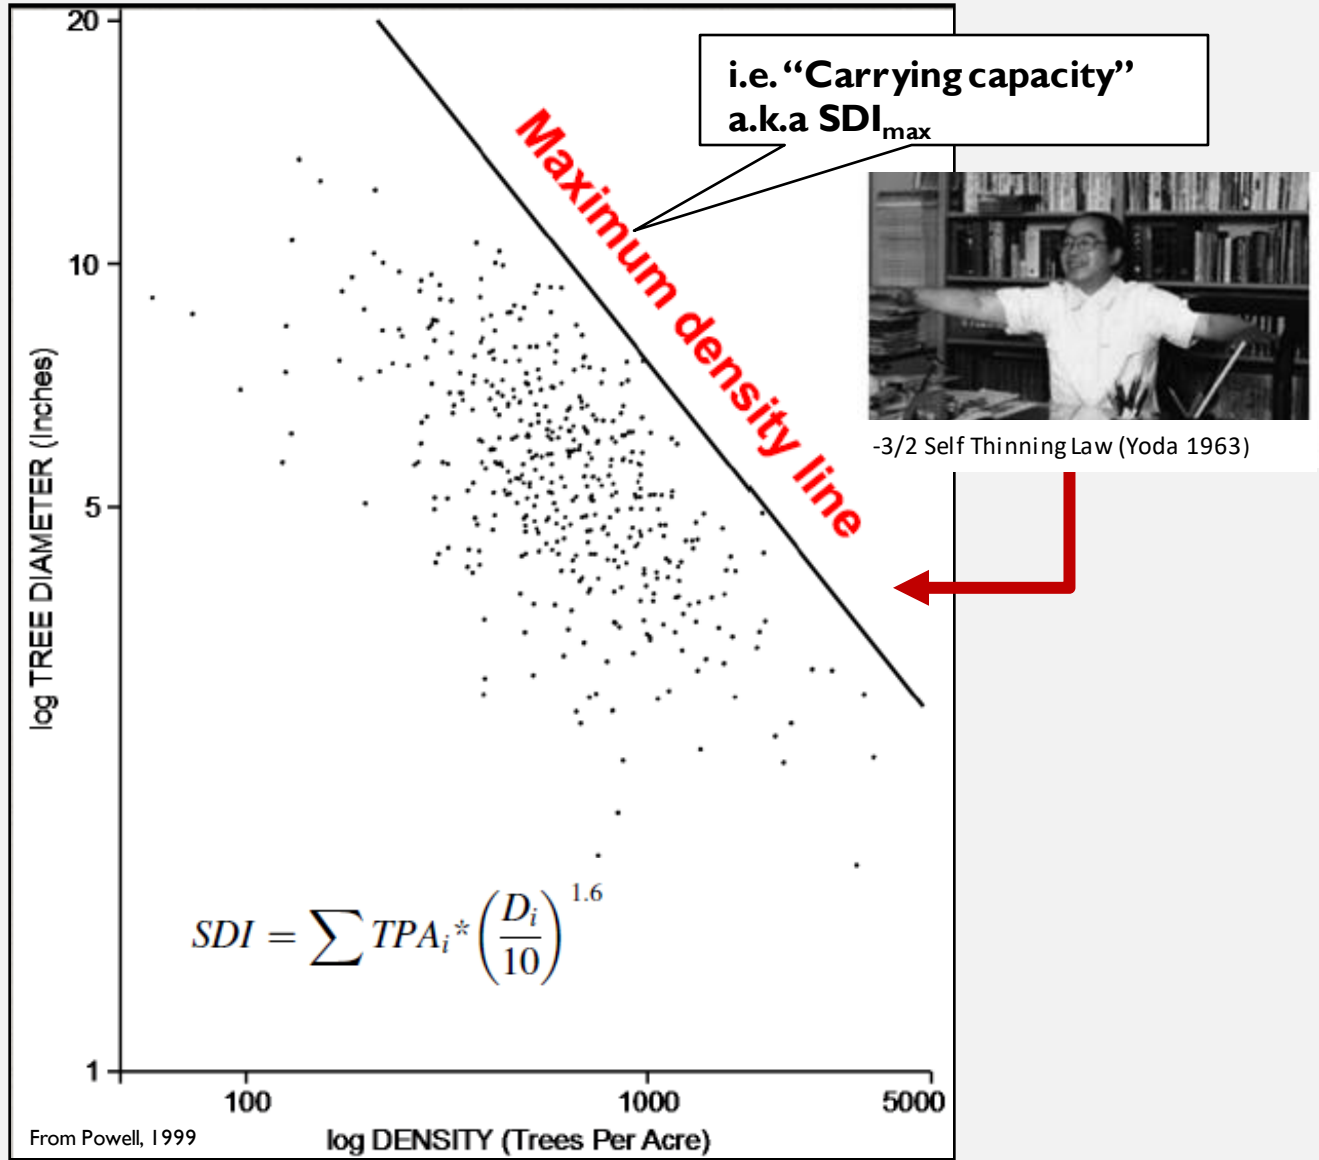 20
i.e. “Carrying capacity”
a.k.a SDImax
Maximum density line
10
-3/2 Self Thinning Law (Yoda 1963)
log TREE DIAMETER (Inches)
5
SDI = ∑ TPAi* (Di/10)^1.6
1
100
1000
5000
From Powell, 1999
log DENSITY (Trees Per Acre)